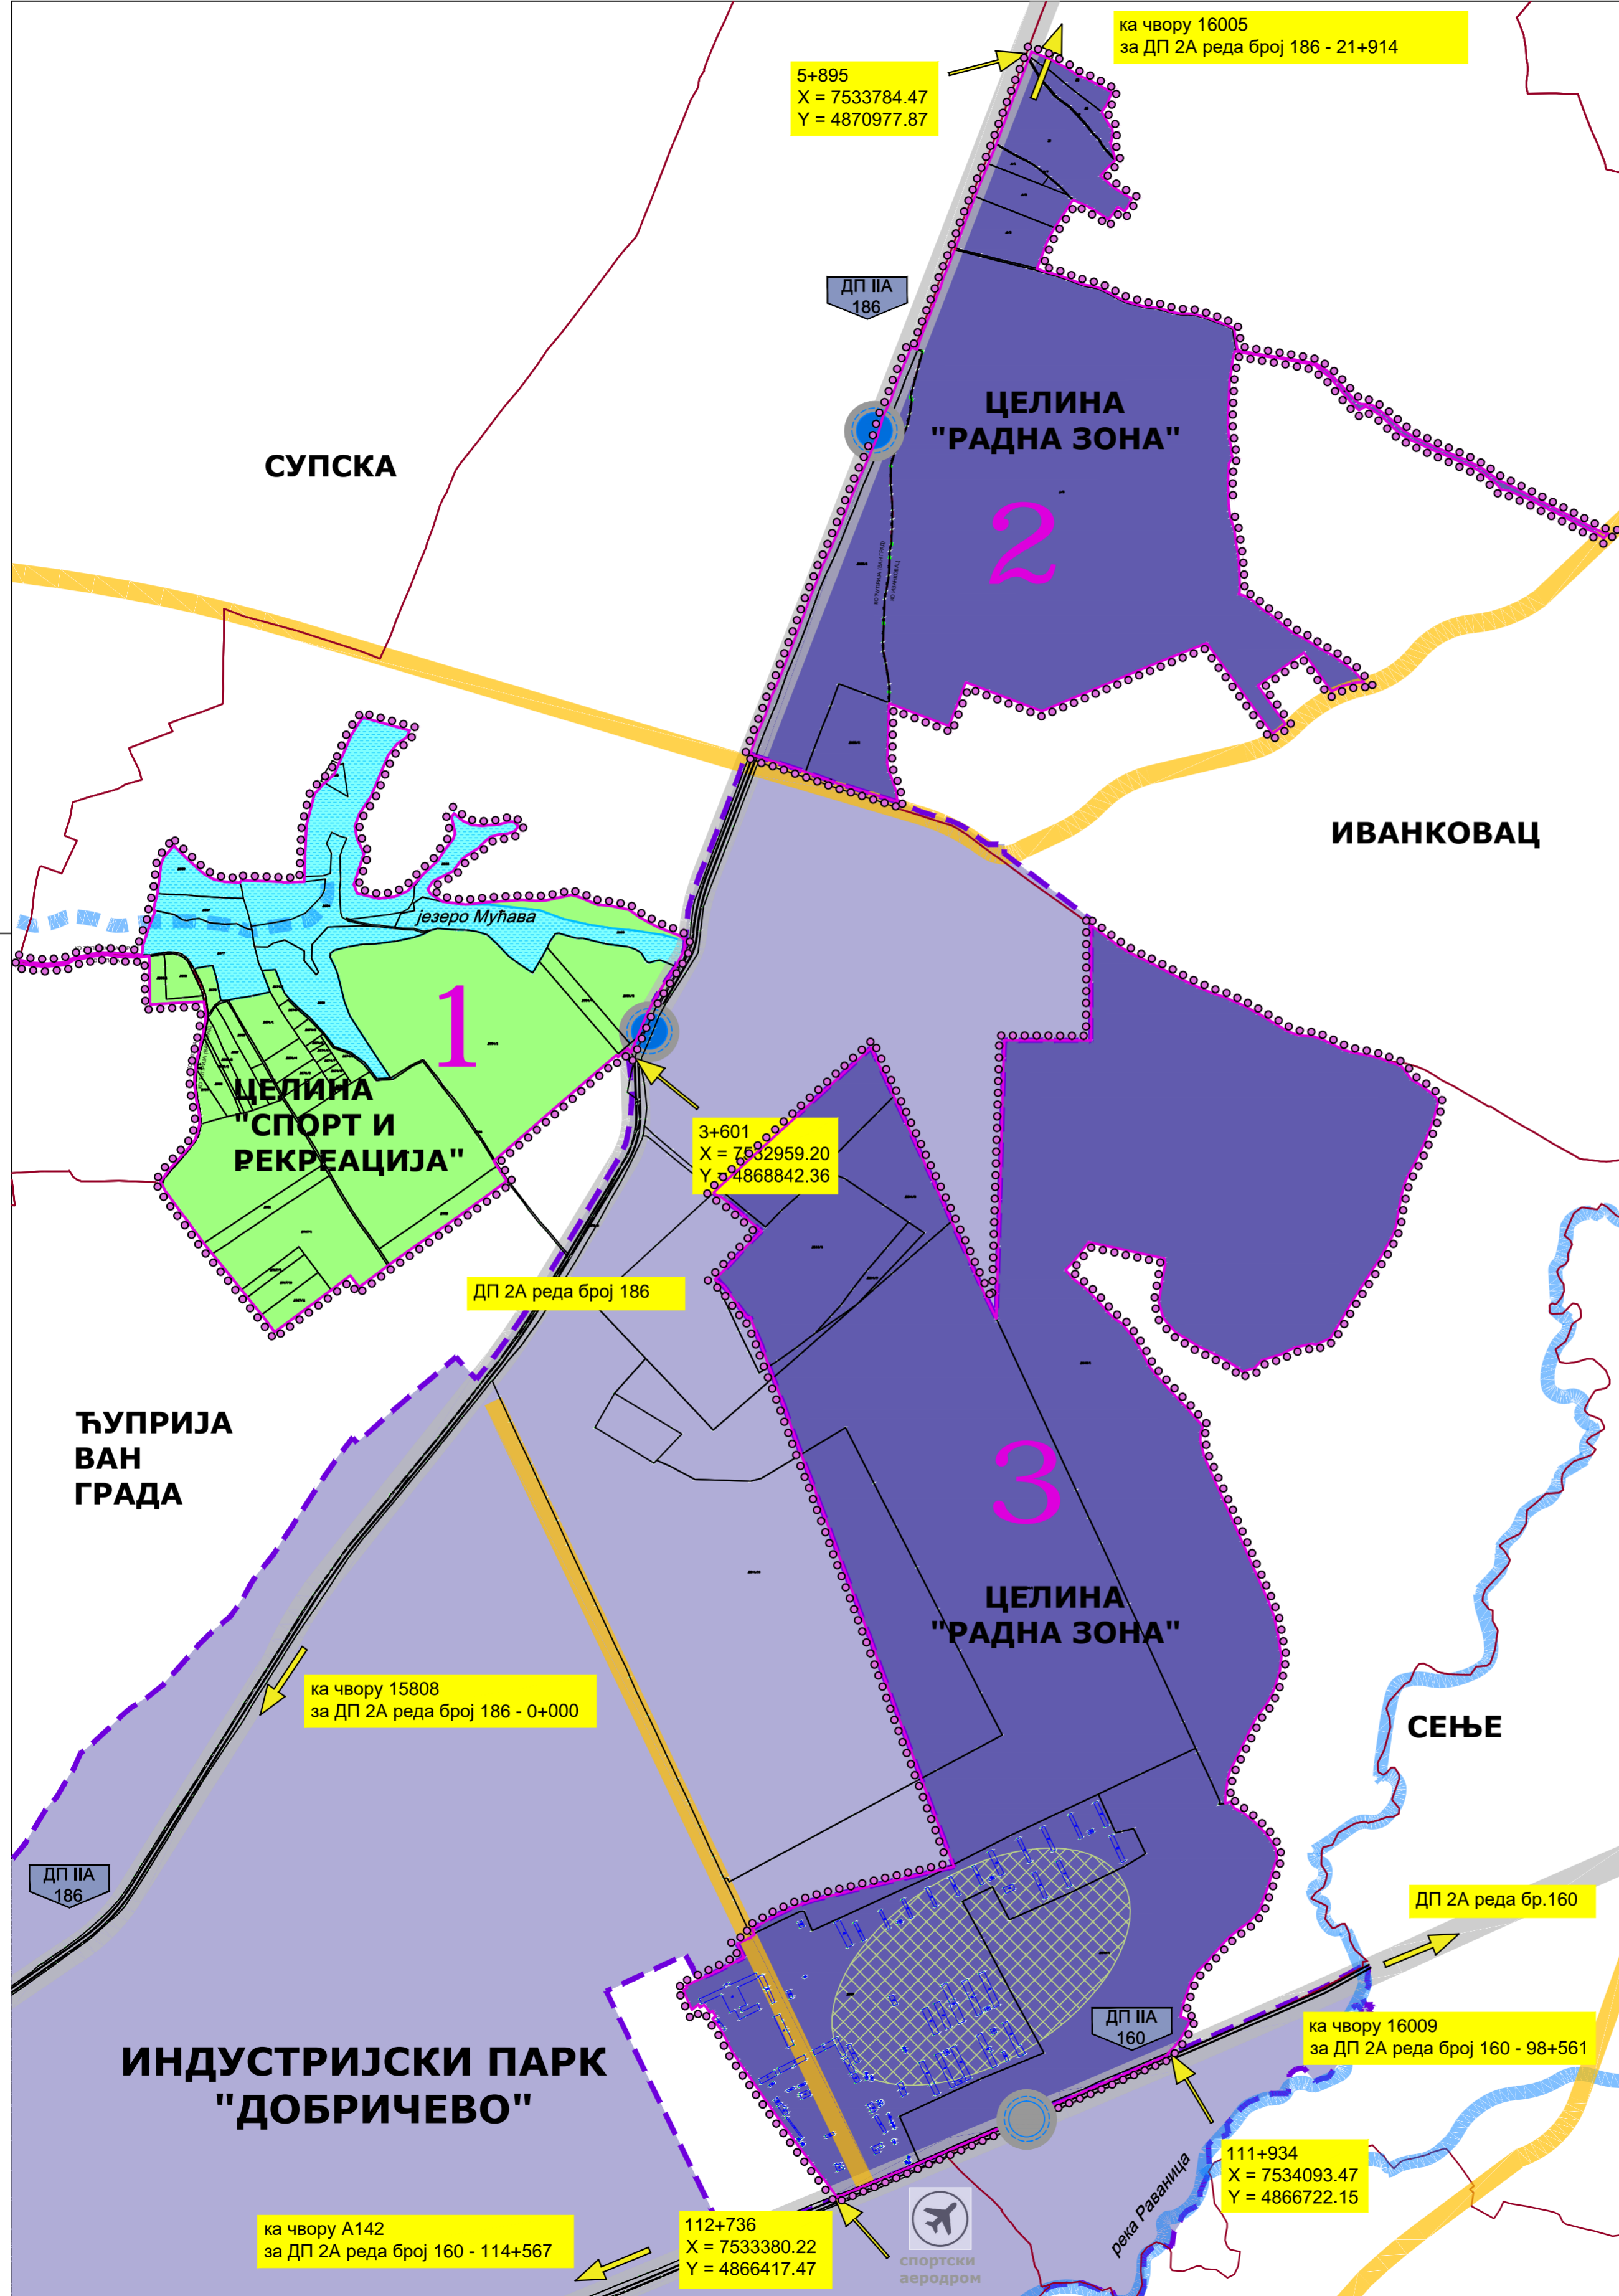 ка чвору 16005
за ДП 2А реда број 186 - 21+914
5+895
X = 7533784.47
Y = 4870977.87
ДП IIА
186
ЦЕЛИНА
"РАДНА ЗОНА"
2
СУПСКА
ИВАНКОВАЦ
језеро Мућава
1
ЦЕЛИНА
"СПОРТ И
РЕКРЕАЦИЈА"
3+601
X = 7532959.20
Y = 4868842.36
ДП 2А реда број 186
ЋУПРИЈА
ВАН
ГРАДА
3
ЦЕЛИНА
"РАДНА ЗОНА"
ка чвору 15808
за ДП 2А реда број 186 - 0+000
СЕЊЕ
ДП IIА
186
ДП 2А реда бр.160
ДП IIА
160
ка чвору 16009
за ДП 2А реда број 160 - 98+561
ИНДУСТРИЈСКИ ПАРК
"ДОБРИЧЕВО"
111+934
X = 7534093.47
Y = 4866722.15
река Раваница
ка чвору А142
за ДП 2А реда број 160 - 114+567
112+736
X = 7533380.22
Y = 4866417.47
спортски
аеродром